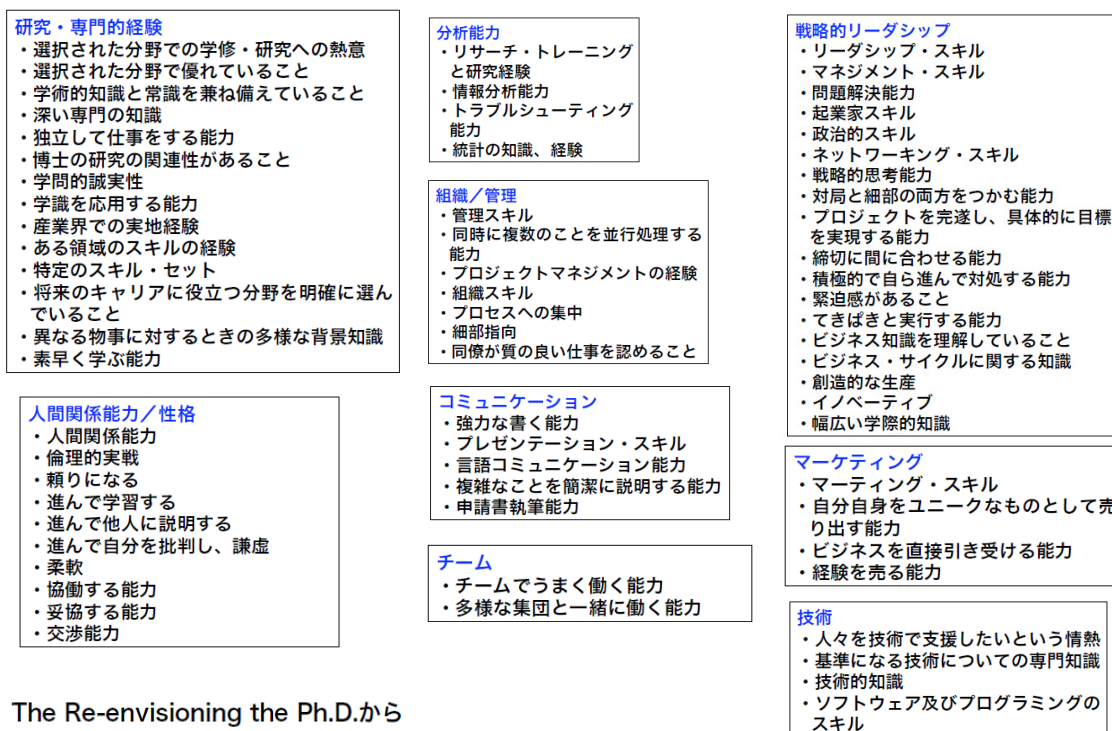 研究・専門的経験
・選択された分野での学修・研究への熱意
・選択された分野で優れていること
・学術的知識と常識を兼ね備えていること
・深い専門の知識
・独立して仕事をする能力
・博士の研究の関連性があること
・学問的誠実性
・学識を応用する能力
・産業界での実地経験
・ある領域のスキルの経験
・特定のスキル・セット
・将来のキャリアに役立つ分野を明確に選ん
でいること
・異なる物事に対するときの多様な背景知識
・素早く学ぶ能力
人間関係能力／性格
・人間関係能力
・倫理的実戦
・頼りになる
・進んで学習する
・進んで他人に説明する
・進んで自分を批判し、謙虚
・柔軟
・協働する能力
・妥協する能力
・交渉能力
The Re-envisioning the Ph.D.から
分析能力
・リサーチ・トレーニング
と研究経験
・情報分析能力
・トラブルシューティング
能力
・統計の知識、経験
組織／管理
・管理スキル
・同時に複数のことを並行処理する
能力
・プロジェクトマネジメントの経験
・組織スキル
・プロセスへの集中
・細部指向
・同僚が質の良い仕事を認めること
コミュニケーション
・強力な書く能力
・プレゼンテーション・スキル
・言語コミュニケーション能力
・複雑なことを簡潔に説明する能力
・申請書執筆能力
チーム
・チームでうまく働く能力
・多様な集団と一緒に働く能力
戦略的リーダシップ
・リーダシップ・スキル
・マネジメント・スキル
・問題解決能力
・起業家スキル
・政治的スキル
・ネットワーキング・スキル
・戦略的思考能力
・対局と細部の両方をつかむ能力
・プロジェクトを完遂し、具体的に目標
を実現する能力
・締切に間に合わせる能力
・積極的で自ら進んで対処する能力
・緊迫感があること
・てきぱきと実行する能力
・ビジネス知識を理解していること
・ビジネス・サイクルに関する知識
・創造的な生産
・イノベーティブ
・幅広い学際的知識
マーケティング
・マーティング・スキル
・自分自身をユニークなものとして売
り出す能力
・ビジネスを直接引き受ける能力
・経験を売る能力
技術
・人々を技術で支援したいという情熱
・基準になる技術についての専門知識
・技術的知識
・ソフトウェア及びプログラミングの
スキル